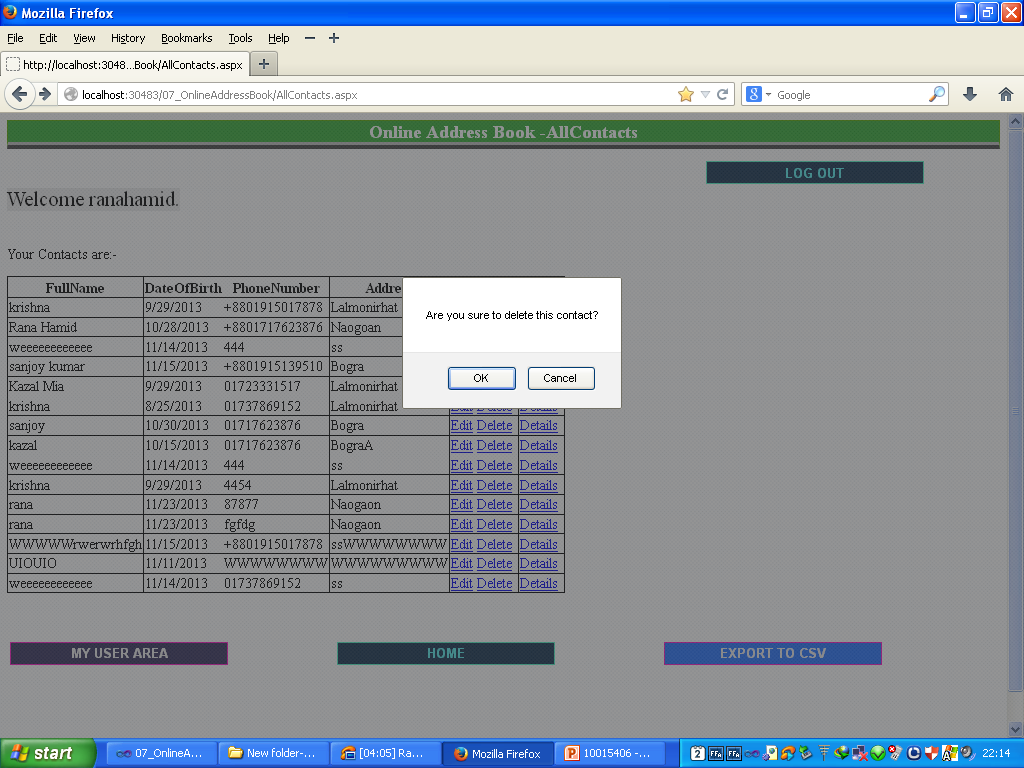 Mozilla Firefox
File Edit View History Bookmarks Tools Help
http://localhost:3048...Book/AllContacts.aspx
localhost:30483/07_OnlineAddressBook/AllContacts.aspx Google
Online Address Book -AllContacts
LOG OUT
Welcome ranahamid.
Your Contacts are:-
FullName DateOfBirth PhoneNumber Addre
krishna 9/29/2013 +8801915017878 Lalmonirhat
Rana Hamid 10/28/2013 +8801717623876 Naogoan
weeeeeeeeeeee 11/14/2013 444 ss
sanjoy kumar 11/15/2013 +8801915139510 Bogra
Kazal Mia 9/29/2013 01723331517 Lalmonirhat
krishna 8/25/2013 01737869152 Lalmonirhat Edit Delete Details
sanjoy 10/30/2013 01717623876 Bogra Edit Delete Details
kazal 10/15/2013 01717623876 BograA Edit Delete Details
weeeeeeeeeeee 11/14/2013 444 ss Edit Delete Details
krishna 9/29/2013 4454 Lalmonirhat Edit Delete Details
rana 11/23/2013 87877 Naogaon Edit Delete Details
rana 11/23/2013 fgfdg Naogaon Edit Delete Details
WWWWWrwerwrhfgh 11/15/2013 +8801915017878 ssWWWWWWWW Edit Delete Details
UIOUIO 11/11/2013 WWWWWWWWWWWWWWWWW Edit Delete Details
weeeeeeeeeeee 11/14/2013 01737869152 ss Edit Delete Details
Are you sure to delete this contact?
OK Cancel
MY USER AREA HOME EXPORT TO CSV
start 07_OnlineA... New folder-... [04:05] Ra... Mozilla Firefox 10015406 -... 22:14